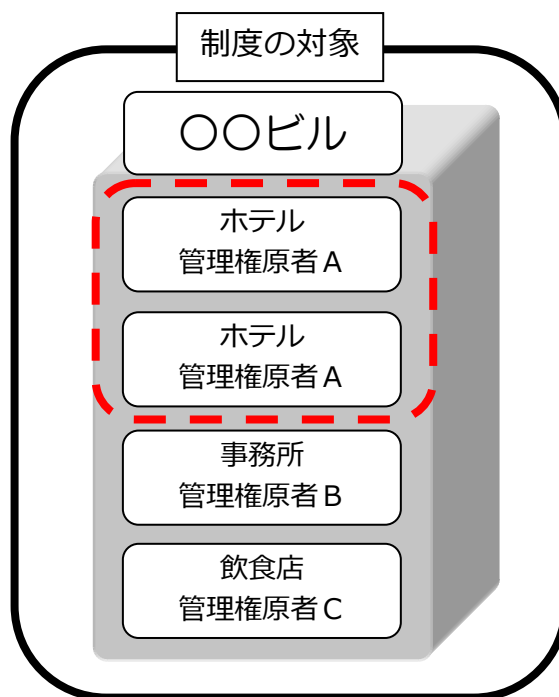 制度の対象
〇〇ビル
ホテル
管理権原者Ａ
ホテル
管理権原者Ａ
事務所
管理権原者Ｂ
飲食店
管理権原者Ｃ